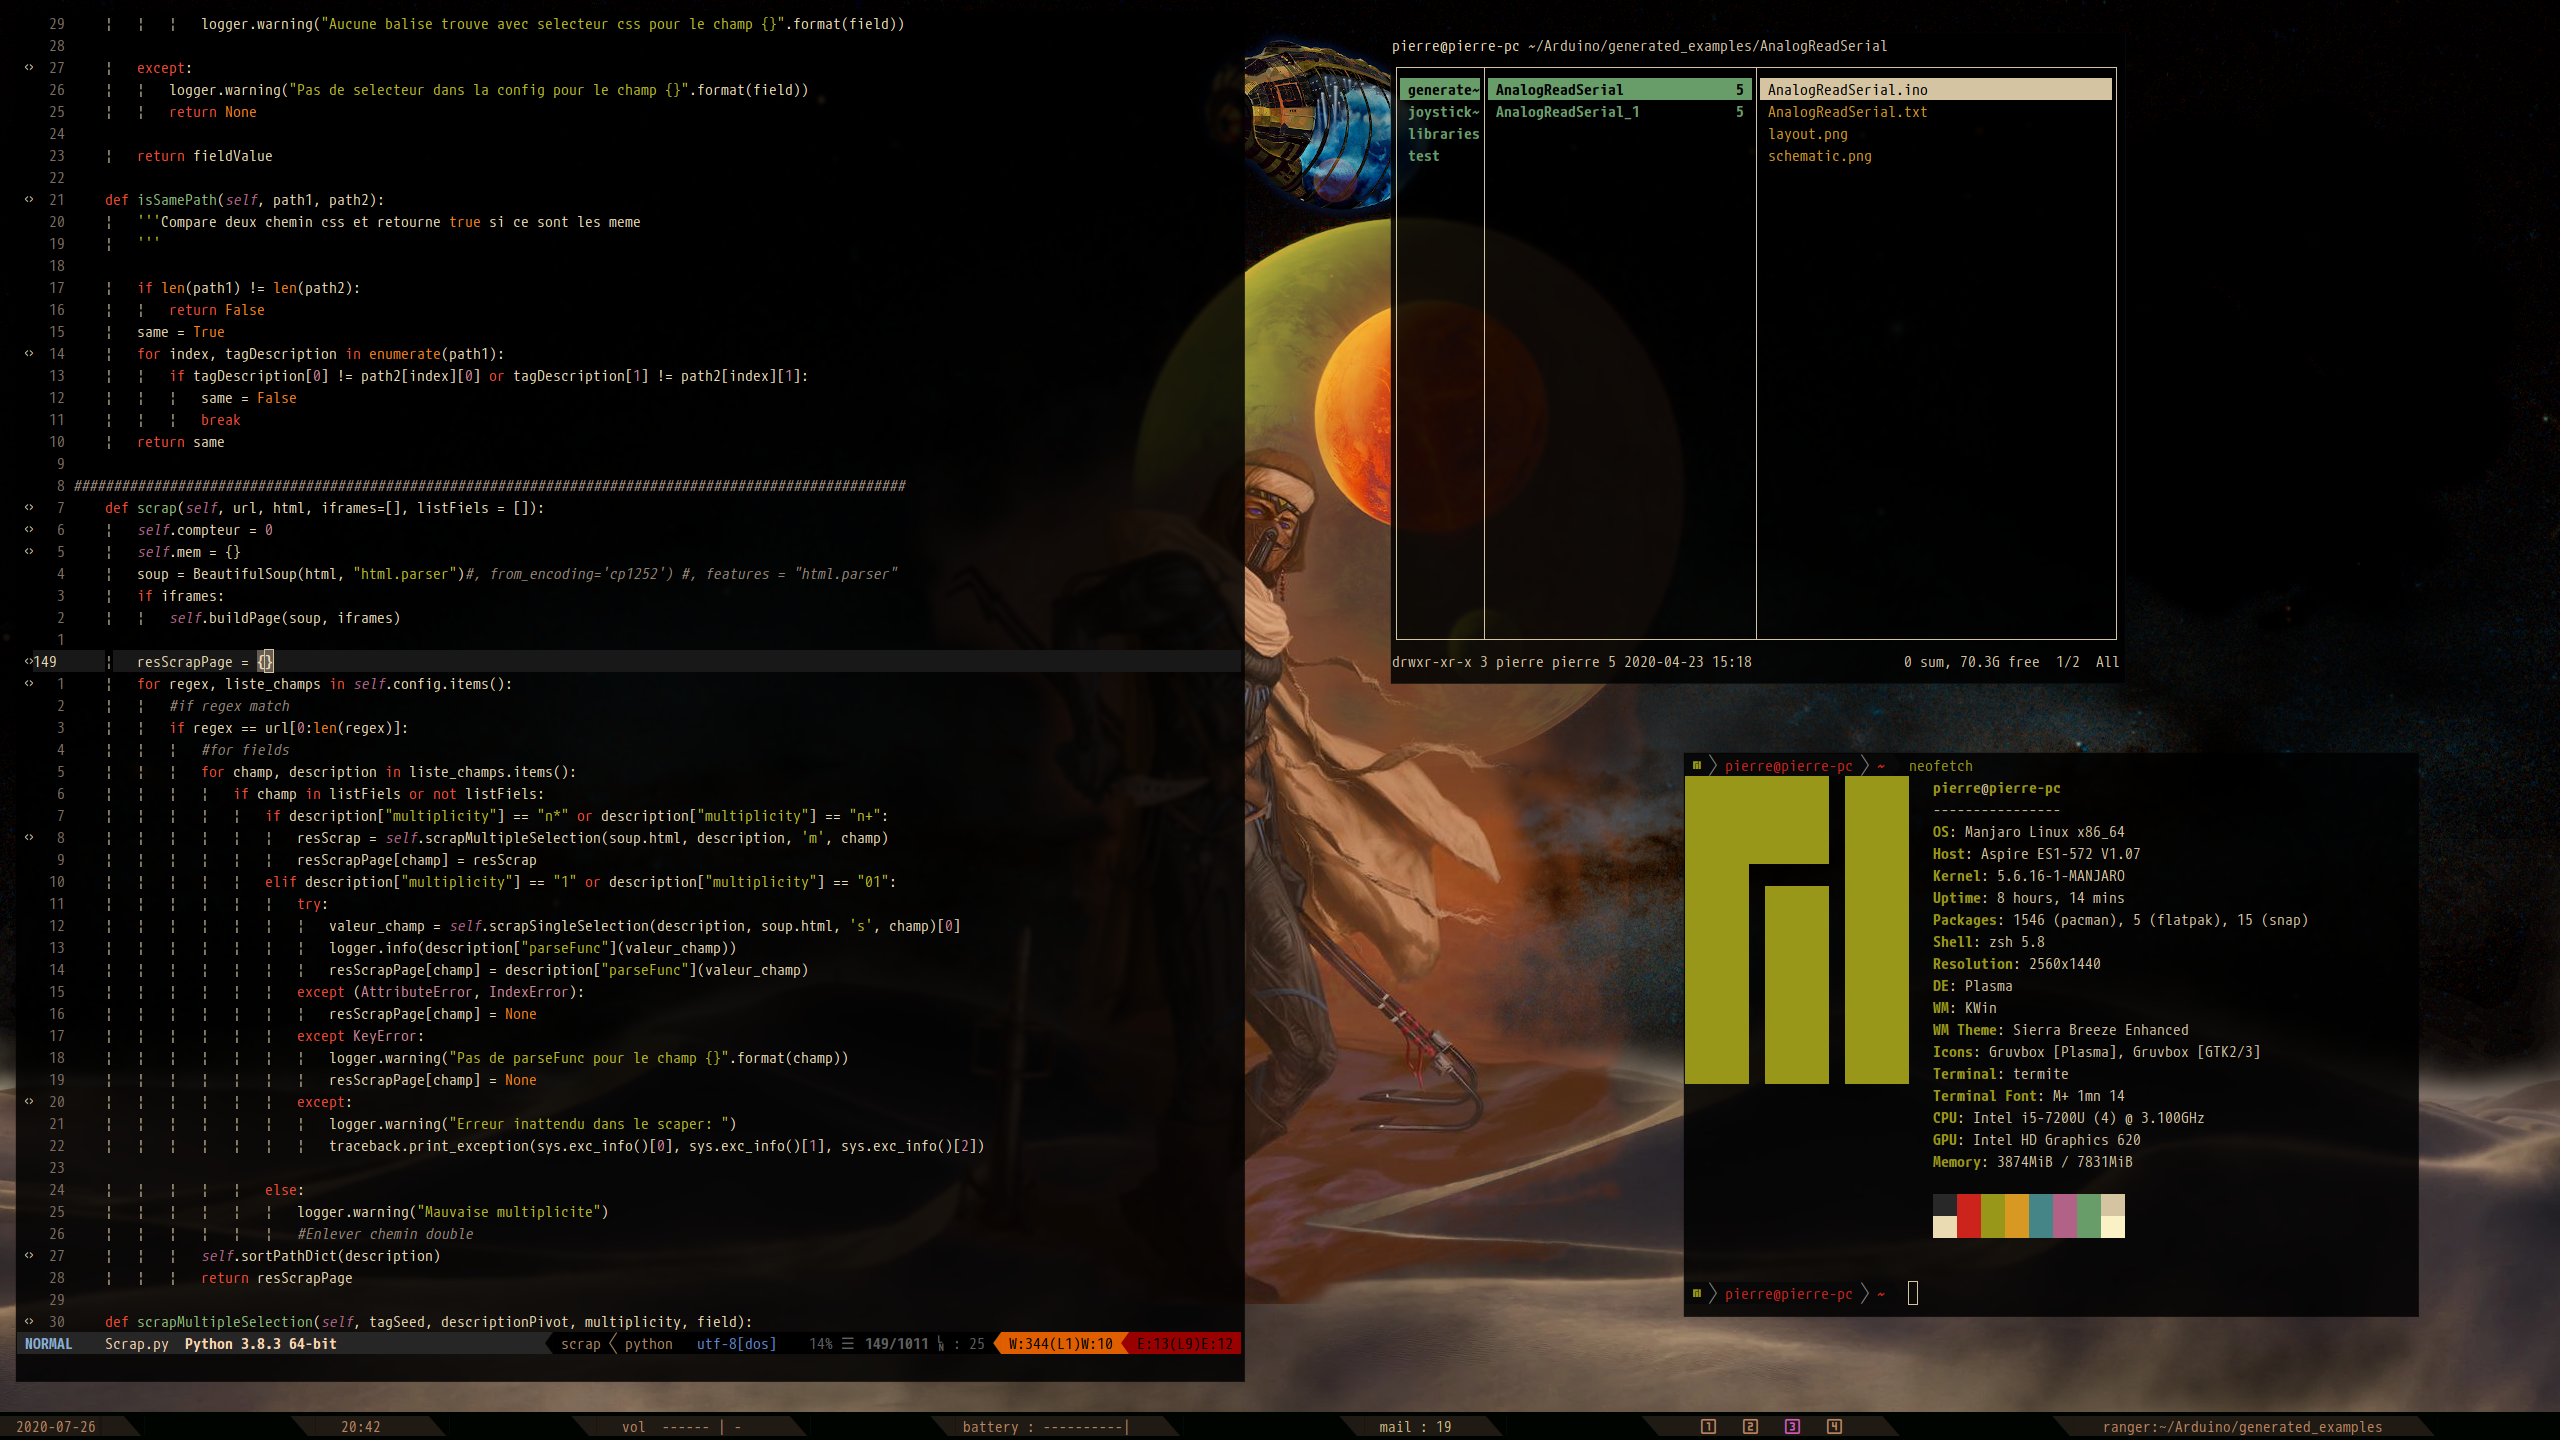 29 logger.warning("Aucune balise trouve avec selecteur css pour le champ {}".format(field))
28
27 except:
26 logger.warning("Pas de selecteur dans la config pour le champ {}".format(field))
25 return None
24
23 return fieldValue
22
21 def isSamePath(self, path1, path2):
20 '''Compare deux chemin css et retourne true si ce sont les meme
19 '''
18
17 if len(path1) != len(path2):
16 return False
15 same = True
14 for index, tagDescription in enumerate(path1):
13 if tagDescription[0] != path2[index][0] or tagDescription[1] != path2[index][1]:
12 same = False
11 break
10 return same
9
8 ########################################################################################################
7 def scrap(self, url, html, iframes=[], listFiels = []):
6 self.compteur = 0
5 self.mem = {}
4 soup = BeautifulSoup(html, "html.parser")#, from_encoding='cp1252') #, features = "html.parser"
3 if iframes:
2 self.buildPage(soup, iframes)
1
149 resScrapPage = {}
1 for regex, liste_champs in self.config.items():
2 #if regex match
3 if regex == url[0:len(regex)]:
4 #for fields
5 for champ, description in liste_champs.items():
6 if champ in listFiels or not listFiels:
7 if description["multiplicity"] == "n*" or description["multiplicity"] == "n+":
8 resScrap = self.scrapMultipleSelection(soup.html, description, 'm', champ)
9 resScrapPage[champ] = resScrap
10 elif description["multiplicity"] == "1" or description["multiplicity"] == "01":
11 try:
12 valeur_champ = self.scrapSingleSelection(description, soup.html, 's', champ)[0]
13 logger.info(description["parseFunc"](valeur_champ))
14 resScrapPage[champ] = description["parseFunc"](valeur_champ)
15 except (AttributeError, IndexError):
16 resScrapPage[champ] = None
17 except KeyError:
18 logger.warning("Pas de parseFunc pour le champ {}".format(champ))
19 resScrapPage[champ] = None
20 except:
21 logger.warning("Erreur inattendu dans le scaper: ")
22 traceback.print_exception(sys.exc_info()[0], sys.exc_info()[1], sys.exc_info()[2])
23
24 else:
25 logger.warning("Mauvaise multiplicite")
26 #Enlever chemin double
27 self.sortPathDict(description)
28 return resScrapPage
29
30 def scrapMultipleSelection(self, tagSeed, descriptionPivot, multiplicity, field):
NORMAL Scrap.py Python 3.8.3 64-bit scrap python utf-8[dos] 14% ☰ 149/1011 : 25 W:344(L1)W:10 E:13(L9)E:12
pierre@pierre-pc ~/Arduino/generated_examples/AnalogReadSerial
generate~ AnalogReadSerial 5 AnalogReadSerial.ino
joystick~ AnalogReadSerial_1 5 AnalogReadSerial.txt
libraries layout.png
test schematic.png
drwxr-xr-x 3 pierre pierre 5 2020-04-23 15:18 0 sum, 70.3G free 1/2 All
pierre@pierre-pc ~ neofetch
pierre@pierre-pc
----------------
OS: Manjaro Linux x86_64
Host: Aspire ES1-572 V1.07
Kernel: 5.6.16-1-MANJARO
Uptime: 8 hours, 14 mins
Packages: 1546 (pacman), 5 (flatpak), 15 (snap)
Shell: zsh 5.8
Resolution: 2560x1440
DE: Plasma
WM: KWin
WM Theme: Sierra Breeze Enhanced
Icons: Gruvbox [Plasma], Gruvbox [GTK2/3]
Terminal: termite
Terminal Font: M+ 1mn 14
CPU: Intel i5-7200U (4) @ 3.100GHz
GPU: Intel HD Graphics 620
Memory: 3874MiB / 7831MiB
pierre@pierre-pc ~
2020-07-26 20:42 vol ------ | - battery : ----------| mail : 19 1 2 3 4 ranger:~/Arduino/generated_examples